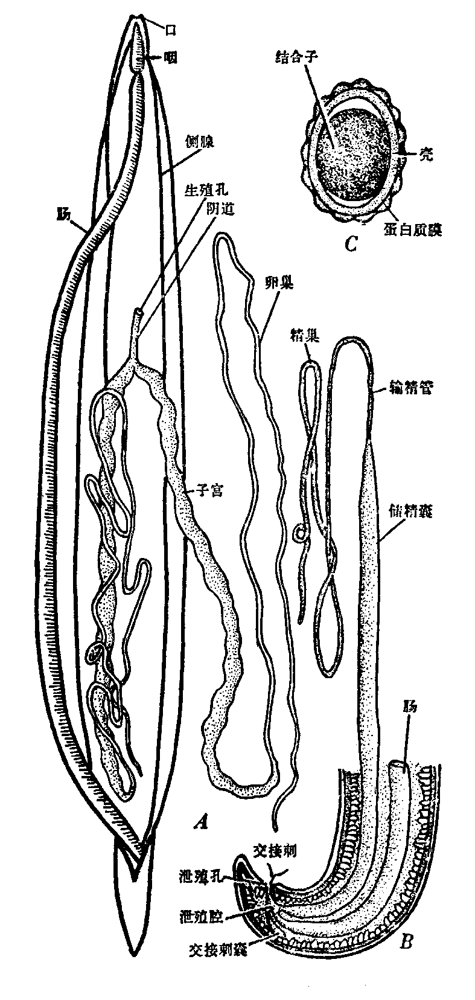 口
咽
结合子
侧腺
壳
生殖孔
阴道
肠
蛋白质膜
C
卵巢
精巢
输精管
子宫
储精囊
肠
A
交接刺
泄殖孔
泄殖腔
交接刺囊
B